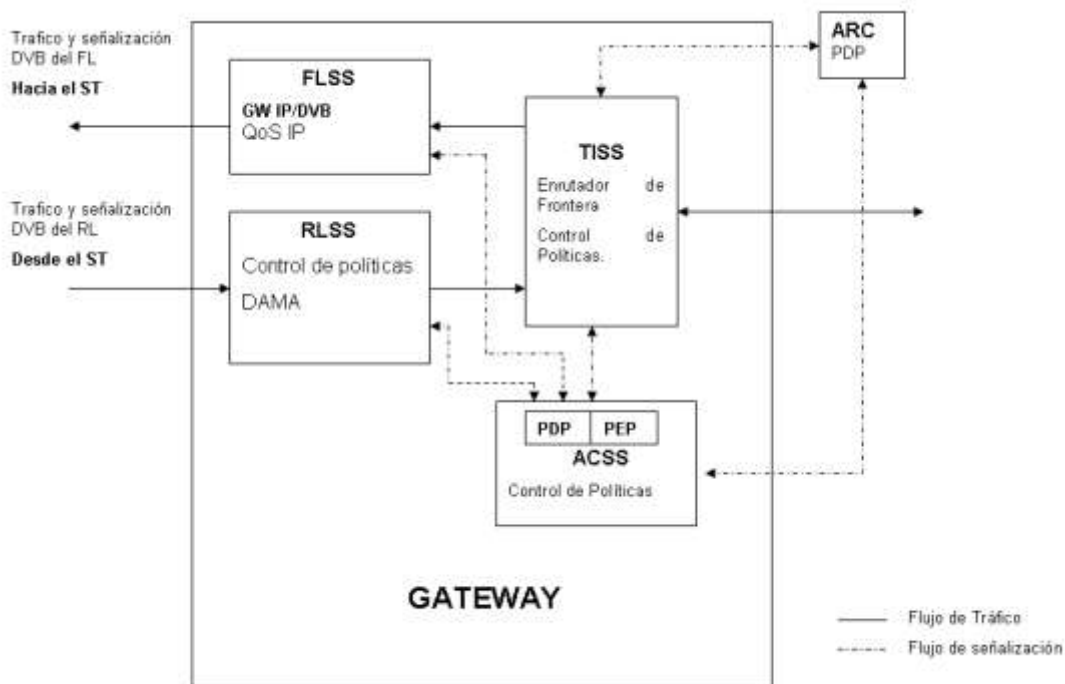 Trafico y señalización
DVB del FL
Hacia el ST
FLSS
GW IP/DVB
QoS IP
ARC
PDP
TISS
Enrutador de
Frontera
Control de
Políticas.
Trafico y señalización
DVB del RL
Desde el ST
RLSS
Control de políticas
DAMA
PDP PEP
ACSS
Control de Políticas
GATEWAY
Flujo de Tráfico
Flujo de señalización